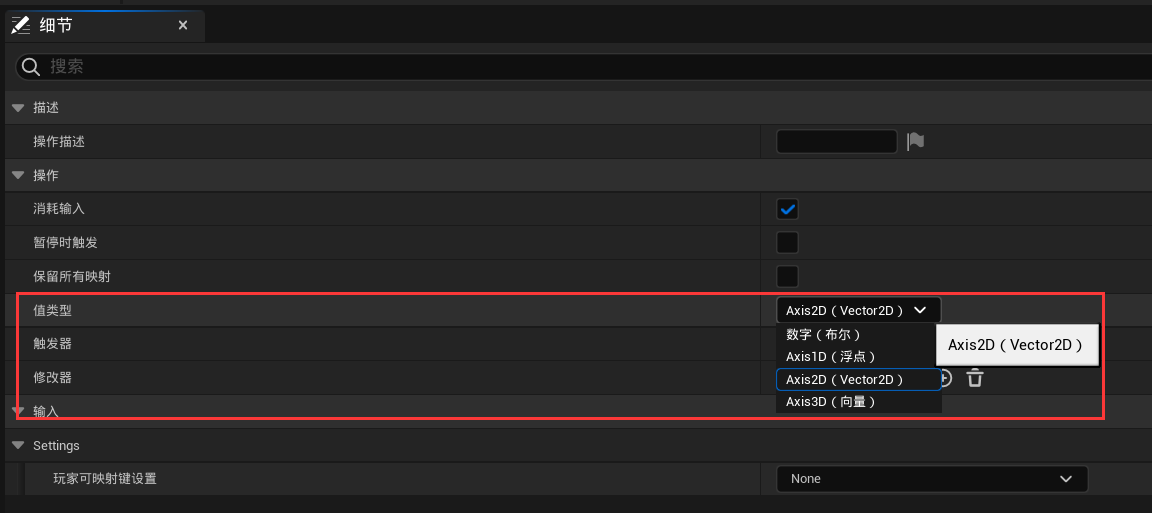 细节
搜索
描述
操作描述
操作
消耗输入
暂停时触发
保留所有映射
值类型
Axis2D（Vector2D）
触发器
数字（布尔）
Axis1D（浮点）
Axis2D（Vector2D）
Axis2D（Vector2D）
修改器
Axis3D（向量）
输入
Settings
玩家可映射键设置
None